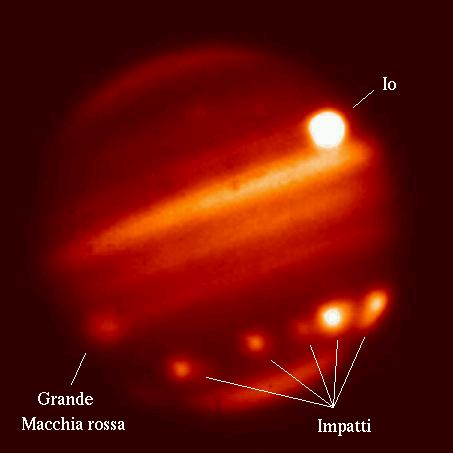 Io
Grande
Macchia rossa
Impatti